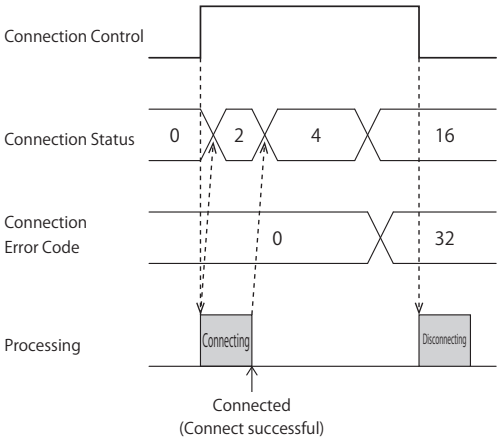 Connection Control
Connection Status
0
2
4
16
Connection
Error Code
0
32
Processing
Connecting
Disconnecting
Connected
(Connect successful)